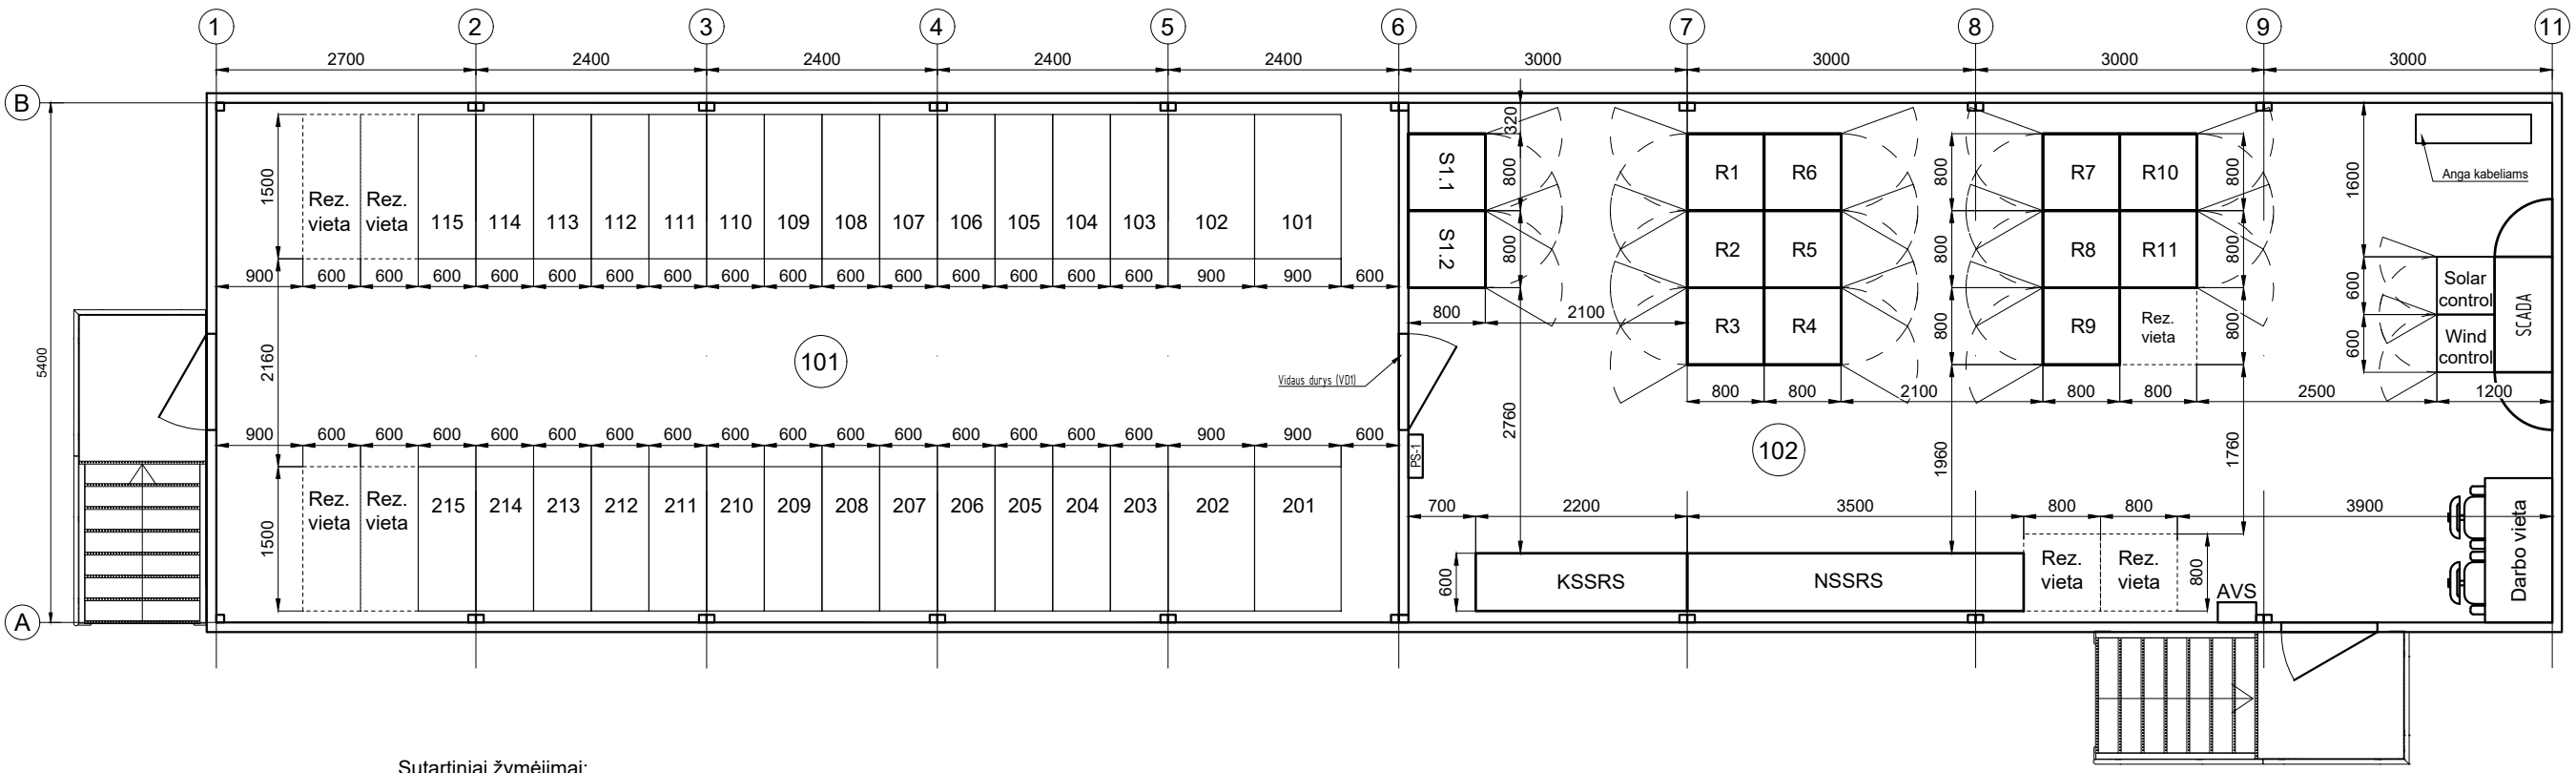 1 2 3 4 5 6 7 8 9 11
2700 2400 2400 2400 2400 3000 3000 3000 3000
B
A
5400
1500
2160
1500
Rez. vieta
Rez. vieta
115 114 113 112 111 110 109 108 107 106 105 104 103 102 101
900 600 600 600 600 600 600 600 600 600 600 600 600 600 600 900 900 600
101
Vidaus durys (VD1)
900 600 600 600 600 600 600 600 600 600 600 600 600 600 600 900 900 600
Rez. vieta
Rez. vieta
215 214 213 212 211 210 209 208 207 206 205 204 203 202 201
320
S1.1
800
S1.2
800
800 2100
2760
PS-1
R1 R6
R2 R5
R3 R4
800 800 2100 800 800 2500 1200
800
800
800
R7 R10
R8 R11
R9
Rez.
vieta
800
800
800
1600
600
600
Anga kabeliams
Solar
control
Wind
control
SCADA
102
1960
1760
700 2200 3500 800 800 3900
600
KSSRS
NSSRS
Rez.
vieta
Rez.
vieta
800
AVS
Darbo vieta
Sutartiniai žymėjimai: